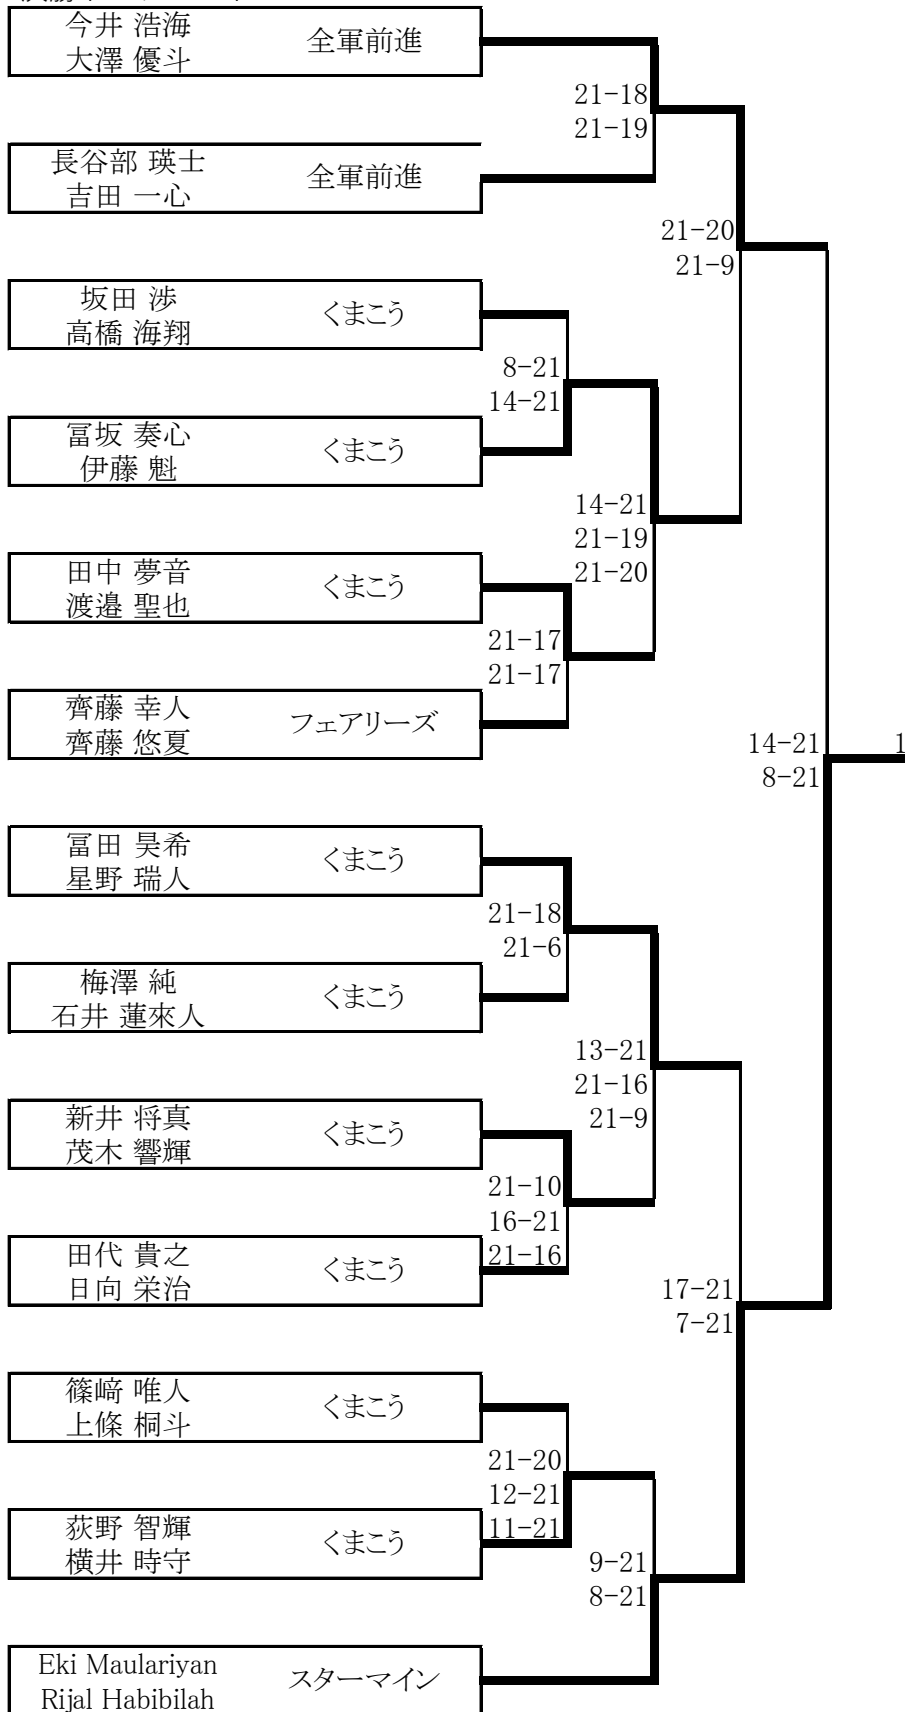 今井 浩海 全軍前進
大澤 優斗
21-18
21-19
長谷部 瑛士 全軍前進
吉田 一心
21-20
21-9
坂田 渉 くまこう
高橋 海翔
8-21
14-21
冨坂 奏心 くまこう
伊藤 魁
14-21
21-19
21-20
田中 夢音 くまこう
渡邉 聖也
21-17
21-17
齊藤 幸人 フェアリーズ
齊藤 悠夏
14-21 1
8-21
冨田 昊希 くまこう
星野 瑞人
21-18
21-6
梅澤 純 くまこう
石井 蓮來人
13-21
21-16
21-9
新井 将真 くまこう
茂木 響輝
21-10
16-21
21-16
田代 貴之 くまこう
日向 栄治
17-21
7-21
篠﨑 唯人 くまこう
上條 桐斗
21-20
12-21
11-21
荻野 智輝 くまこう
横井 時守
9-21
8-21
Eki Maulariyan スターマイン
Rijal Habibilah